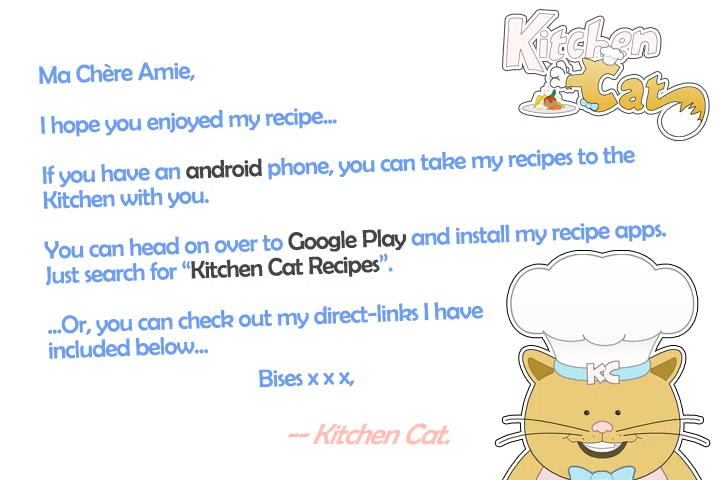 Kitchen
Cat
Ma Chère Amie,
I hope you enjoyed my recipe...
If you have an android phone, you can take my recipes to the
Kitchen with you.
You can head on over to Google Play and install my recipe apps.
Just search for “Kitchen Cat Recipes”.
...Or, you can check out my direct-links I have
included below...
Bises x x x,
-- Kitchen Cat.
KC